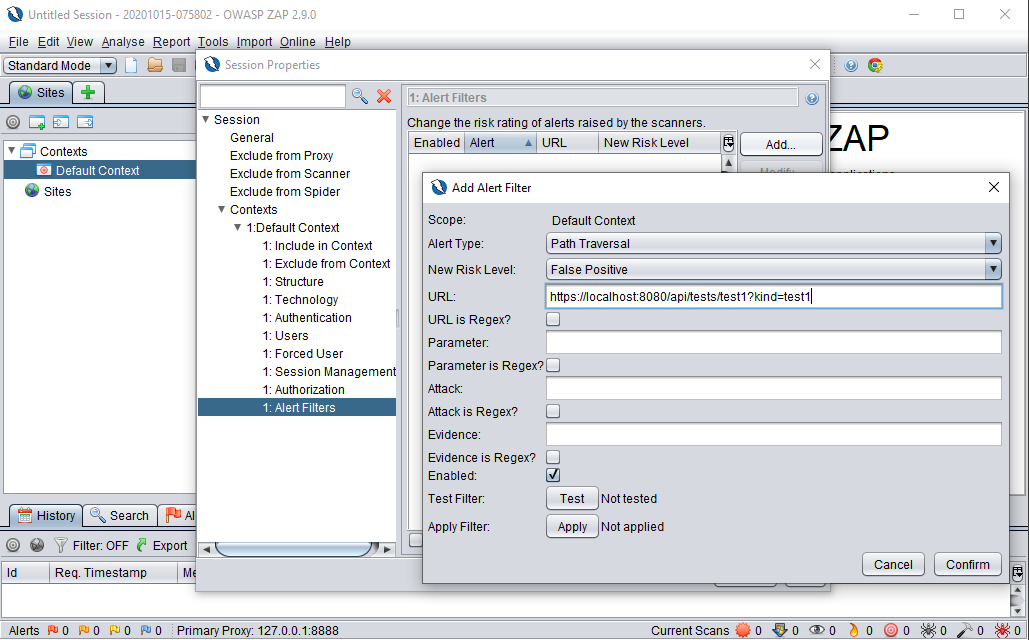 Untitled Session - 20201015-075802 - OWASP ZAP 2.9.0
File Edit View Analyse Report Tools Import Online Help
Standard Mode
Session Properties
Sites
1: Alert Filters
Change the risk rating of alerts raised by the scanners.
Enabled Alert URL New Risk Level
Add...
Modify
ZAP
Contexts
Default Context
Sites
Session
General
Exclude from Proxy
Exclude from Scanner
Exclude from Spider
Contexts
1:Default Context
1: Include in Context
1: Exclude from Context
1: Structure
1: Technology
1: Authentication
1: Users
1: Forced User
1: Session Management
1: Authorization
1: Alert Filters
Add Alert Filter
Scope: Default Context
Alert Type: Path Traversal
New Risk Level: False Positive
URL: https://localhost:8080/api/tests/test1?kind=test1
URL is Regex?
Parameter:
Parameter is Regex?
Attack:
Attack is Regex?
Evidence:
Evidence is Regex?
Enabled:
Test Filter: Test Not tested
Apply Filter: Apply Not applied
Cancel Confirm
History Search Al
Filter: OFF Export
Id Req. Timestamp Me
Alerts 0 0 0 0 Primary Proxy: 127.0.0.1:8888 Current Scans 0 0 0 0 0 0 0 0